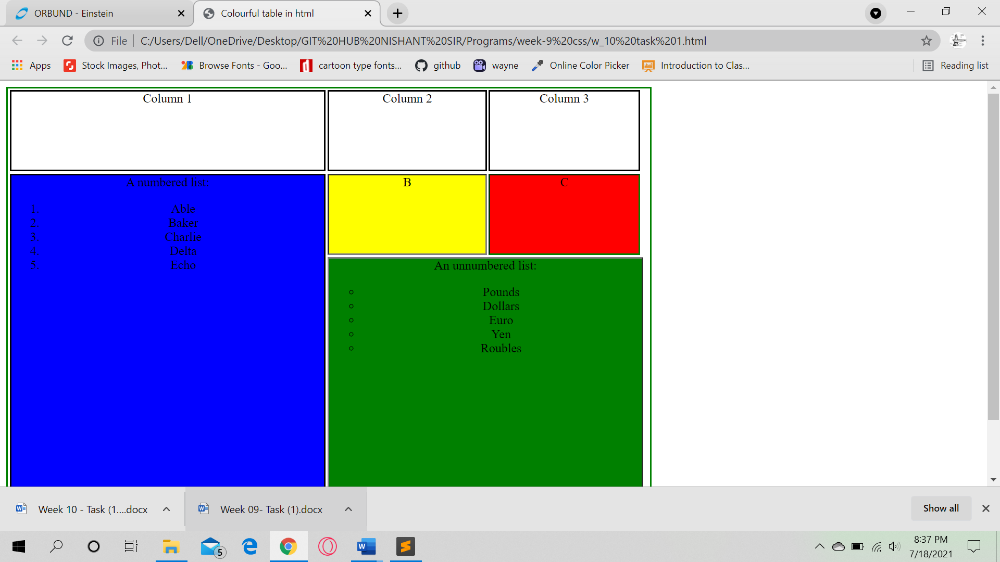 ORBUND - Einstein
Colourful table in html
File
C:/Users/Dell/OneDrive/Desktop/GIT%20HUB%20NISHANT%20SIR/Programs/week-9%20css/w_10%20task%201.html
Apps
Stock Images, Phot...
Browse Fonts - Goo...
cartoon type fonts...
github
wayne
Online Color Picker
Introduction to Clas...
Reading list
Column 1
Column 2
Column 3
A numbered list:
1. Able
2. Baker
3. Charlie
4. Delta
5. Echo
B
C
An unnumbered list:
Pounds
Dollars
Euro
Yen
Roubles
Week 10 - Task (1....docx
Week 09- Task (1).docx
Show all
5
8:37 PM
7/18/2021